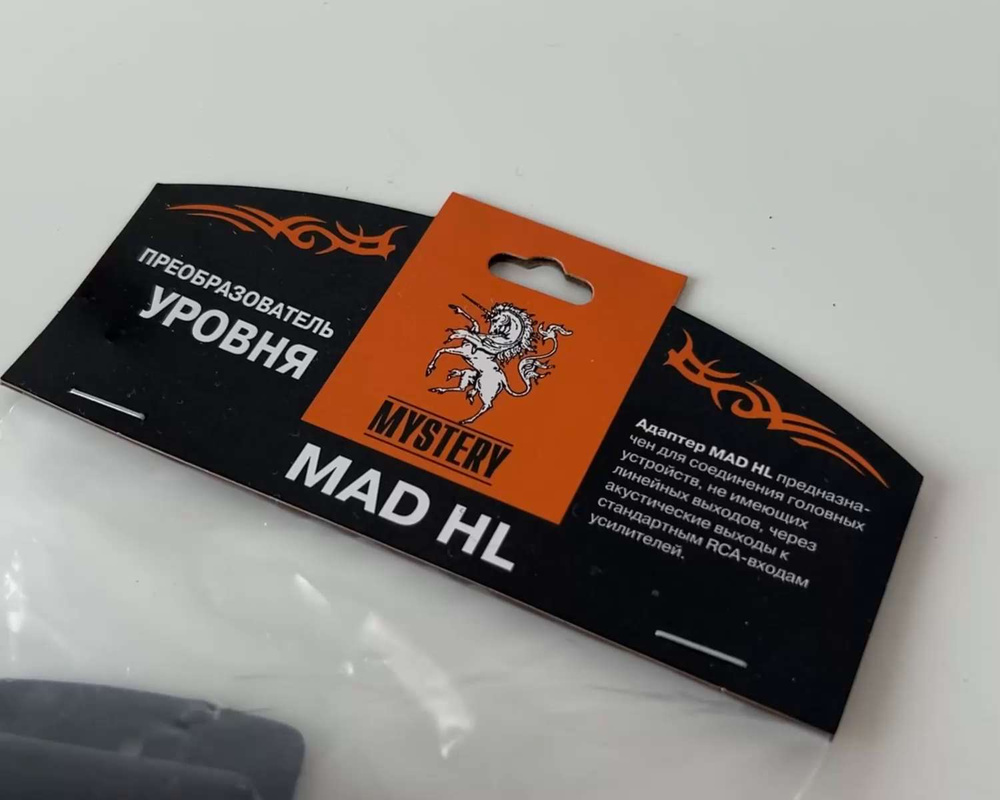 ПРЕОБРАЗОВАТЕЛЬ
УРОВНЯ
MYSTERY
MAD HL
Адаптер MAD HL предназна-
чен для соединения головных
устройств, не имеющих
линейных выходов, через
акустические выходы к
стандартным RCA-входам
усилителей.